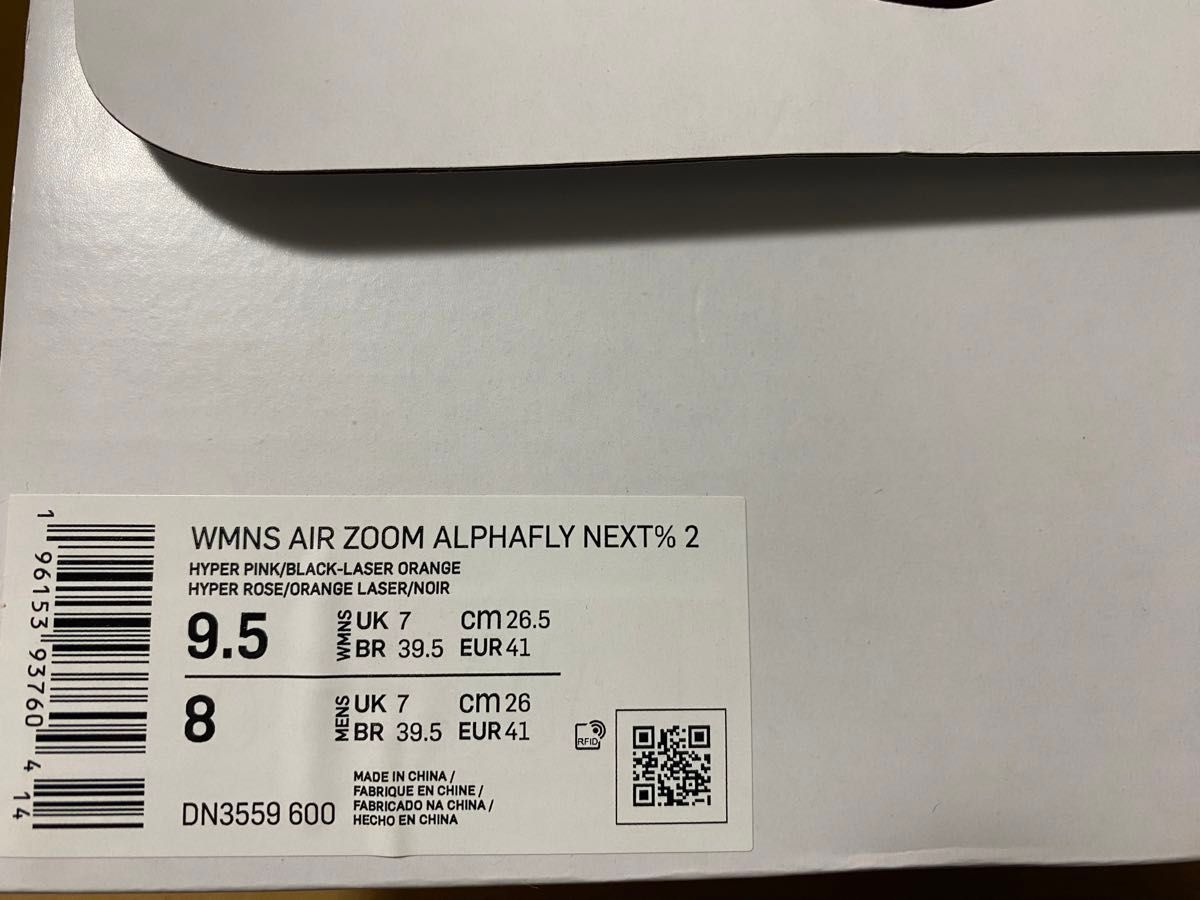 WMNS AIR ZOOM ALPHAFLY NEXT% 2
HYPER PINK/BLACK-LASER ORANGE
HYPER ROSE/ORANGE LASER/NOIR
9.5 WMNS UK 7 cm 26.5
BR 39.5 EUR 41
8 MENS UK 7 cm 26
BR 39.5 EUR 41
RFID
MADE IN CHINA /
FABRIQUE EN CHINE /
FABRICADO NA CHINA /
HECHO EN CHINA
DN3559 600
1 96153 93760 4 14